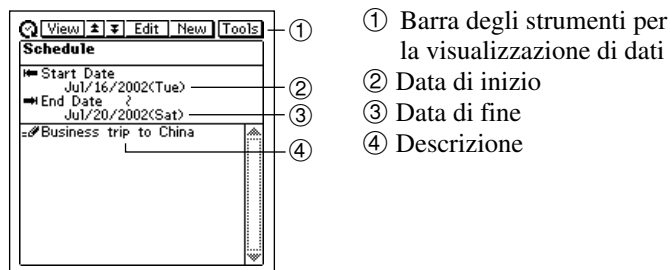 View Edit New Tools
Schedule
Start Date
Jul/16/2002(Tue)
End Date
Jul/20/2002(Sat)
Business trip to China
①
②
③
④
① Barra degli strumenti per
la visualizzazione di dati
② Data di inizio
③ Data di fine
④ Descrizione